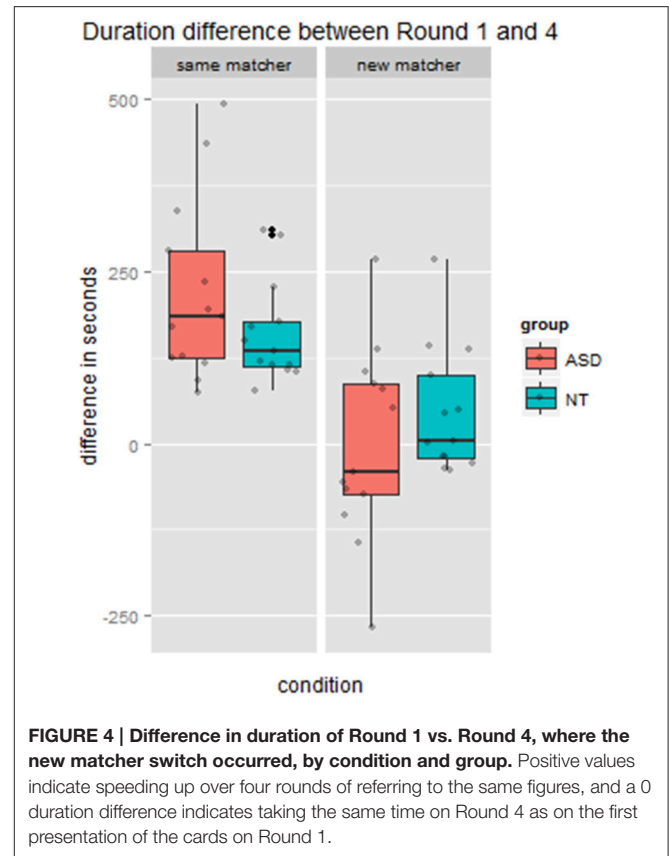 Duration difference between Round 1 and 4
same matcher new matcher
500
250
0
-250
difference in seconds
condition
group
ASD
NT
FIGURE 4 | Difference in duration of Round 1 vs. Round 4, where the
new matcher switch occurred, by condition and group. Positive values
indicate speeding up over four rounds of referring to the same figures, and a 0
duration difference indicates taking the same time on Round 4 as on the first
presentation of the cards on Round 1.